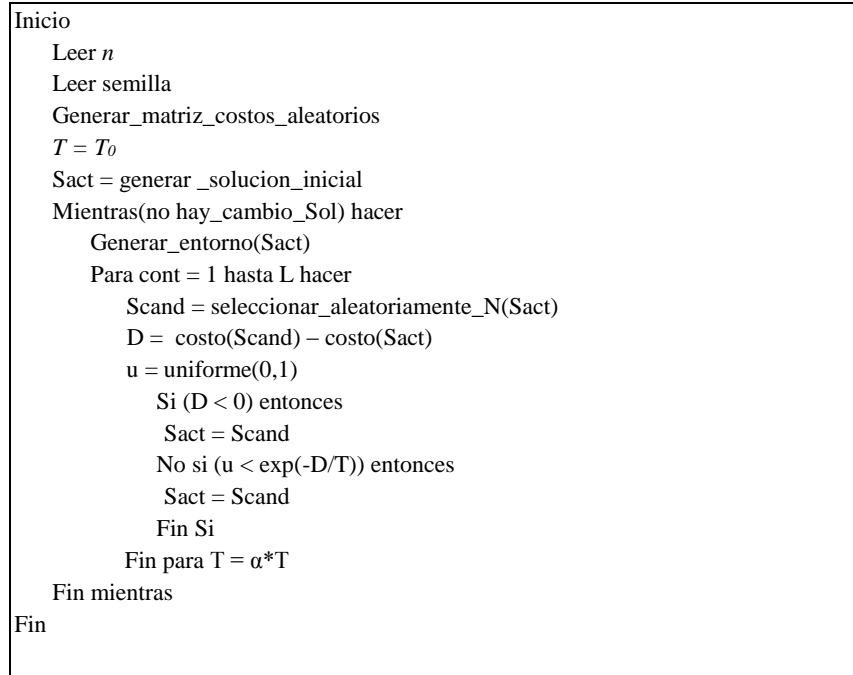 Inicio
Leer n
Leer semilla
Generar_matriz_costos_aleatorios
T = T₀
Sact = generar _solucion_inicial
Mientras(no hay_cambio_Sol) hacer
Generar_entorno(Sact)
Para cont = 1 hasta L hacer
Scand = seleccionar_aleatoriamente_N(Sact)
D = costo(Scand) – costo(Sact)
u = uniforme(0,1)
Si (D < 0) entonces
Sact = Scand
No si (u < exp(-D/T)) entonces
Sact = Scand
Fin Si
Fin para T = α*T
Fin mientras
Fin